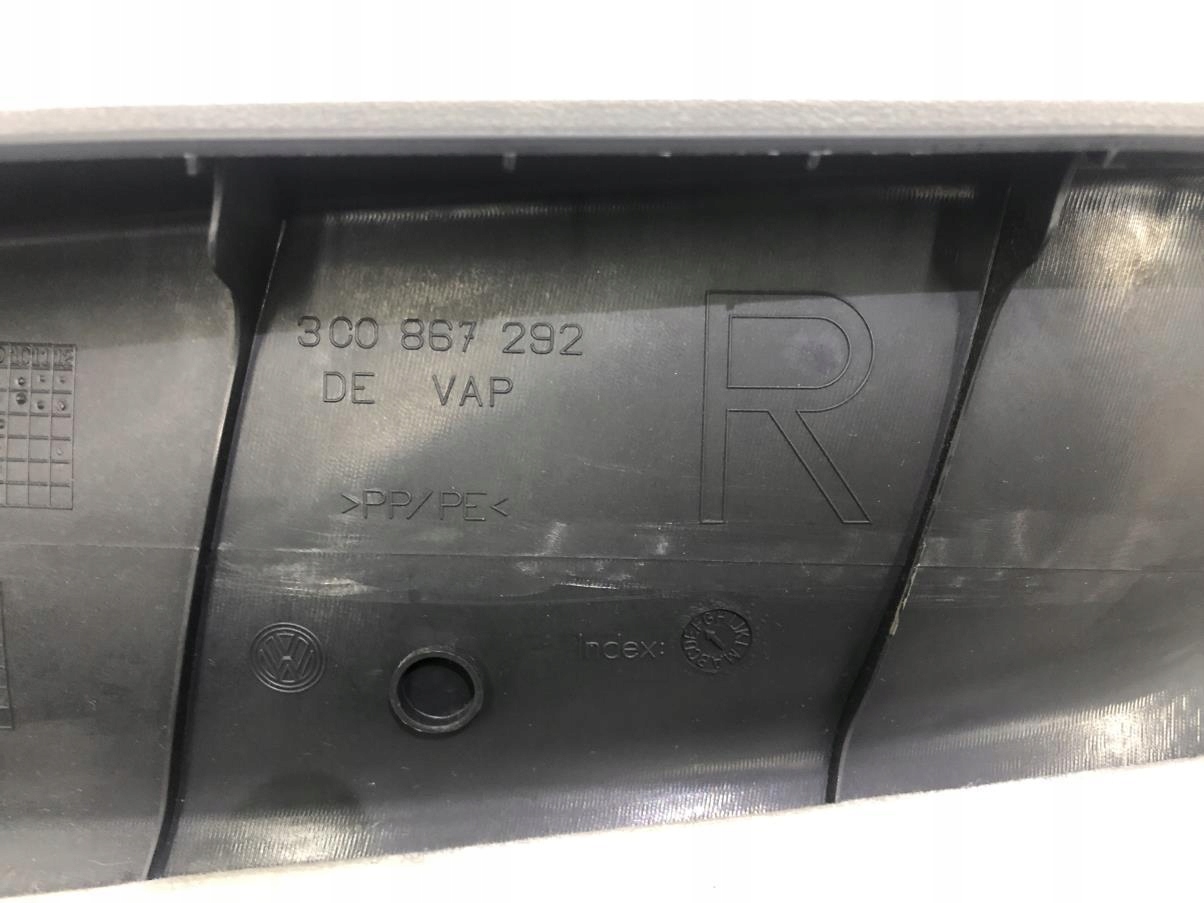 3C0 867 292
DE VAP
R
>PP/PE<
Index: